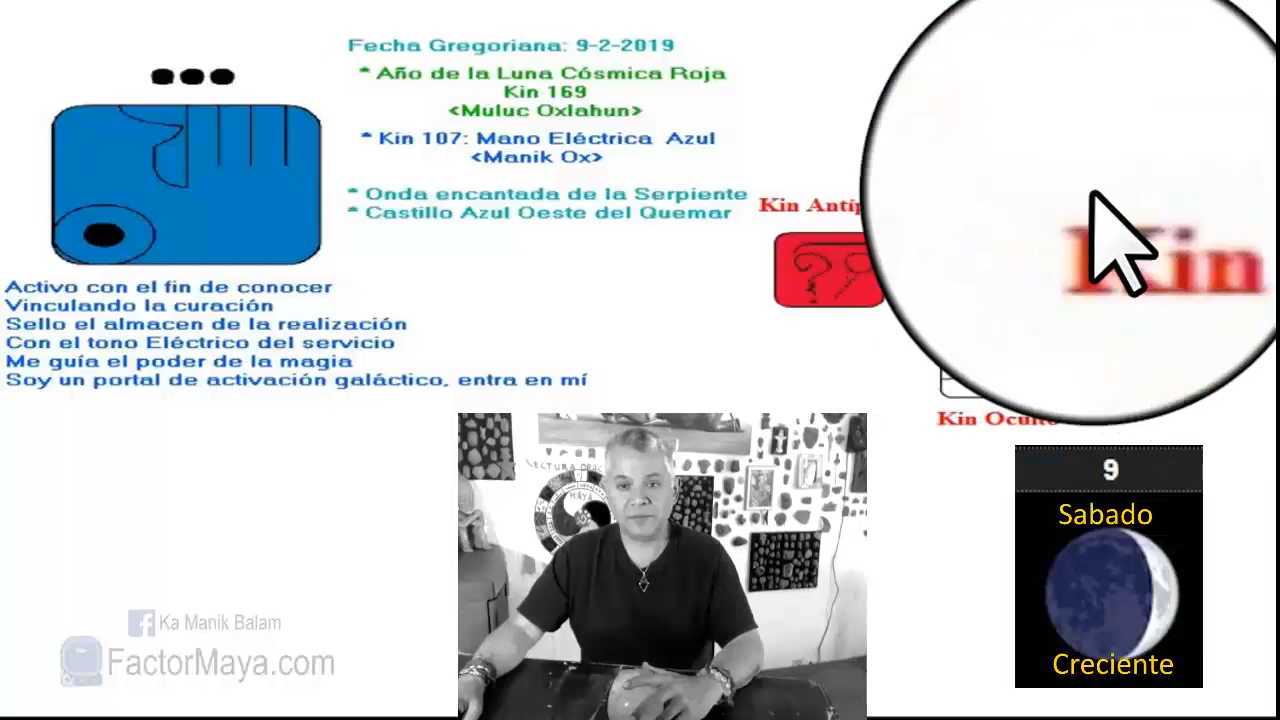 Fecha Gregoriana: 9-2-2019
* Año de la Luna Cósmica Roja
Kin 169
<Muluc Oxlahun>
* Kin 107: Mano Eléctrica Azul
<Manik Ox>
* Onda encantada de la Serpiente
* Castillo Azul Oeste del Quemar
Kin
Kin
Activo con el fin de conocer
Vinculando la curación
Sello el almacen de la realización
Con el tono Eléctrico del servicio
Me guía el poder de la magia
Soy un portal de activación galáctico, entra en mí
Kin
LECTURA
MAYA
9
Sabado
Creciente
Ka Manik Balam
FactorMaya.com